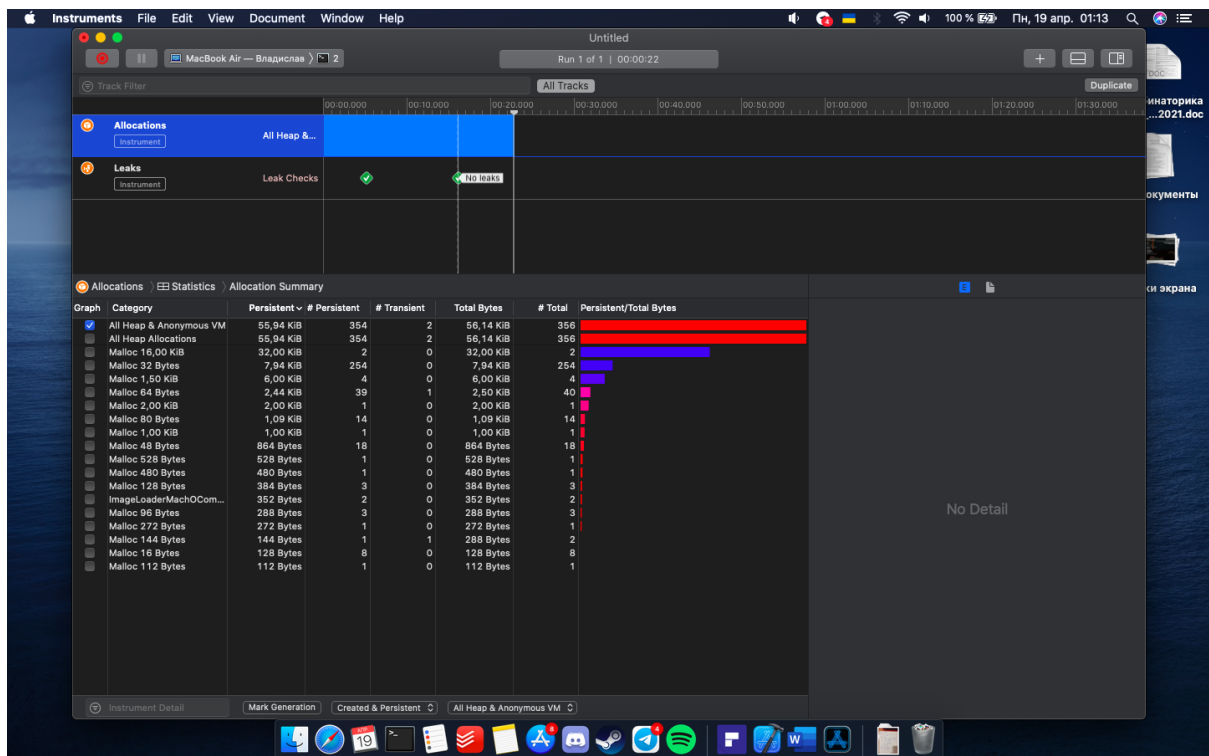 Instruments File Edit View Document Window Help 100 % Пн, 19 апр. 01:13
Untitled
MacBook Air — Владислав 〉 2 Run 1 of 1 | 00:00:22
Track Filter All Tracks Duplicate
00:00.000 00:10.000 00:20.000 00:30.000 00:40.000 00:50.000 01:00.000 01:10.000 01:20.000 01:30.000
Allocations
Instrument
All Heap &...
Leaks
Instrument
Leak Checks
No leaks
DOC
инаторика
...2021.doc
окументы
ки экрана
Allocations 〉 Statistics 〉 Allocation Summary
Graph Category Persistent # Persistent # Transient Total Bytes # Total Persistent/Total Bytes
All Heap & Anonymous VM 55,94 KiB 354 2 56,14 KiB 356
All Heap Allocations 55,94 KiB 354 2 56,14 KiB 356
Malloc 16,00 KiB 32,00 KiB 2 0 32,00 KiB 2
Malloc 32 Bytes 7,94 KiB 254 0 7,94 KiB 254
Malloc 1,50 KiB 6,00 KiB 4 0 6,00 KiB 4
Malloc 64 Bytes 2,44 KiB 39 1 2,50 KiB 40
Malloc 2,00 KiB 2,00 KiB 1 0 2,00 KiB 1
Malloc 80 Bytes 1,09 KiB 14 0 1,09 KiB 14
Malloc 1,00 KiB 1,00 KiB 1 0 1,00 KiB 1
Malloc 48 Bytes 864 Bytes 18 0 864 Bytes 18
Malloc 528 Bytes 528 Bytes 1 0 528 Bytes 1
Malloc 480 Bytes 480 Bytes 1 0 480 Bytes 1
Malloc 128 Bytes 384 Bytes 3 0 384 Bytes 3
ImageLoaderMachOCom... 352 Bytes 2 0 352 Bytes 2
Malloc 96 Bytes 288 Bytes 3 0 288 Bytes 3
Malloc 272 Bytes 272 Bytes 1 0 272 Bytes 1
Malloc 144 Bytes 144 Bytes 1 1 288 Bytes 2
Malloc 16 Bytes 128 Bytes 8 0 128 Bytes 8
Malloc 112 Bytes 112 Bytes 1 0 112 Bytes 1
E
No Detail
Instrument Detail Mark Generation Created & Persistent All Heap & Anonymous VM
19
W